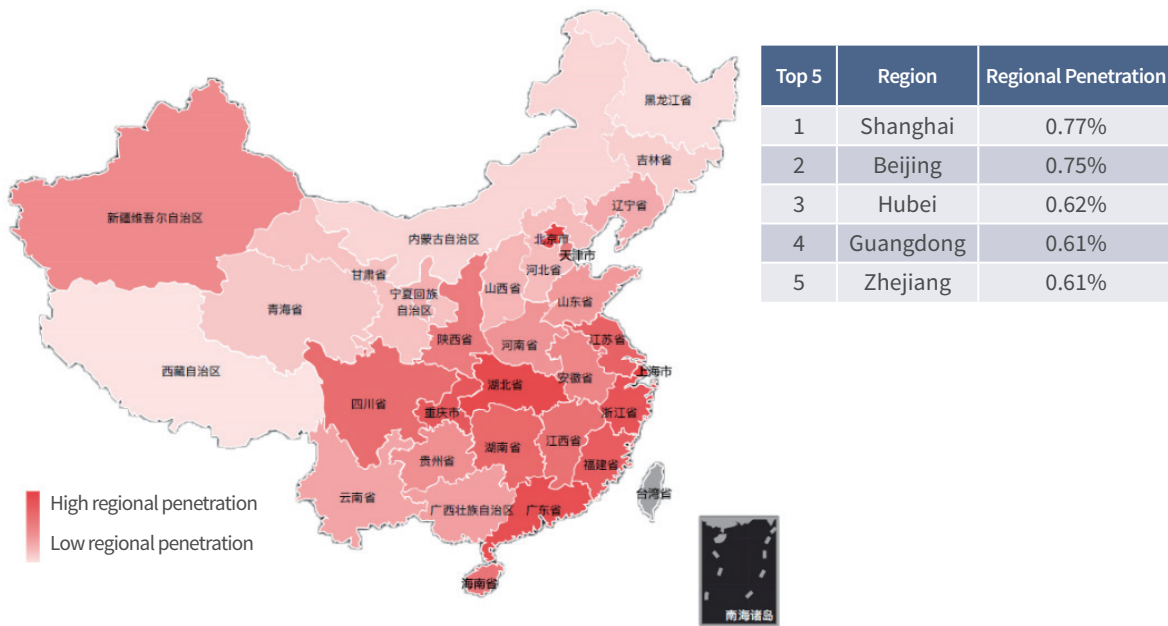 Top 5 Region Regional Penetration
1 Shanghai 0.77%
2 Beijing 0.75%
3 Hubei 0.62%
4 Guangdong 0.61%
5 Zhejiang 0.61%
黑龙江省
吉林省
辽宁省
新疆维吾尔自治区
内蒙古自治区
北京市
天津市
河北省
甘肃省
山西省
宁夏回族
自治区
青海省
山东省
陕西省
河南省
江苏省
西藏自治区
安徽省
上海市
湖北省
四川省
重庆市
浙江省
湖南省
江西省
贵州省
福建省
云南省
台湾省
广西壮族自治区
广东省
海南省
High regional penetration
Low regional penetration
南海诸岛